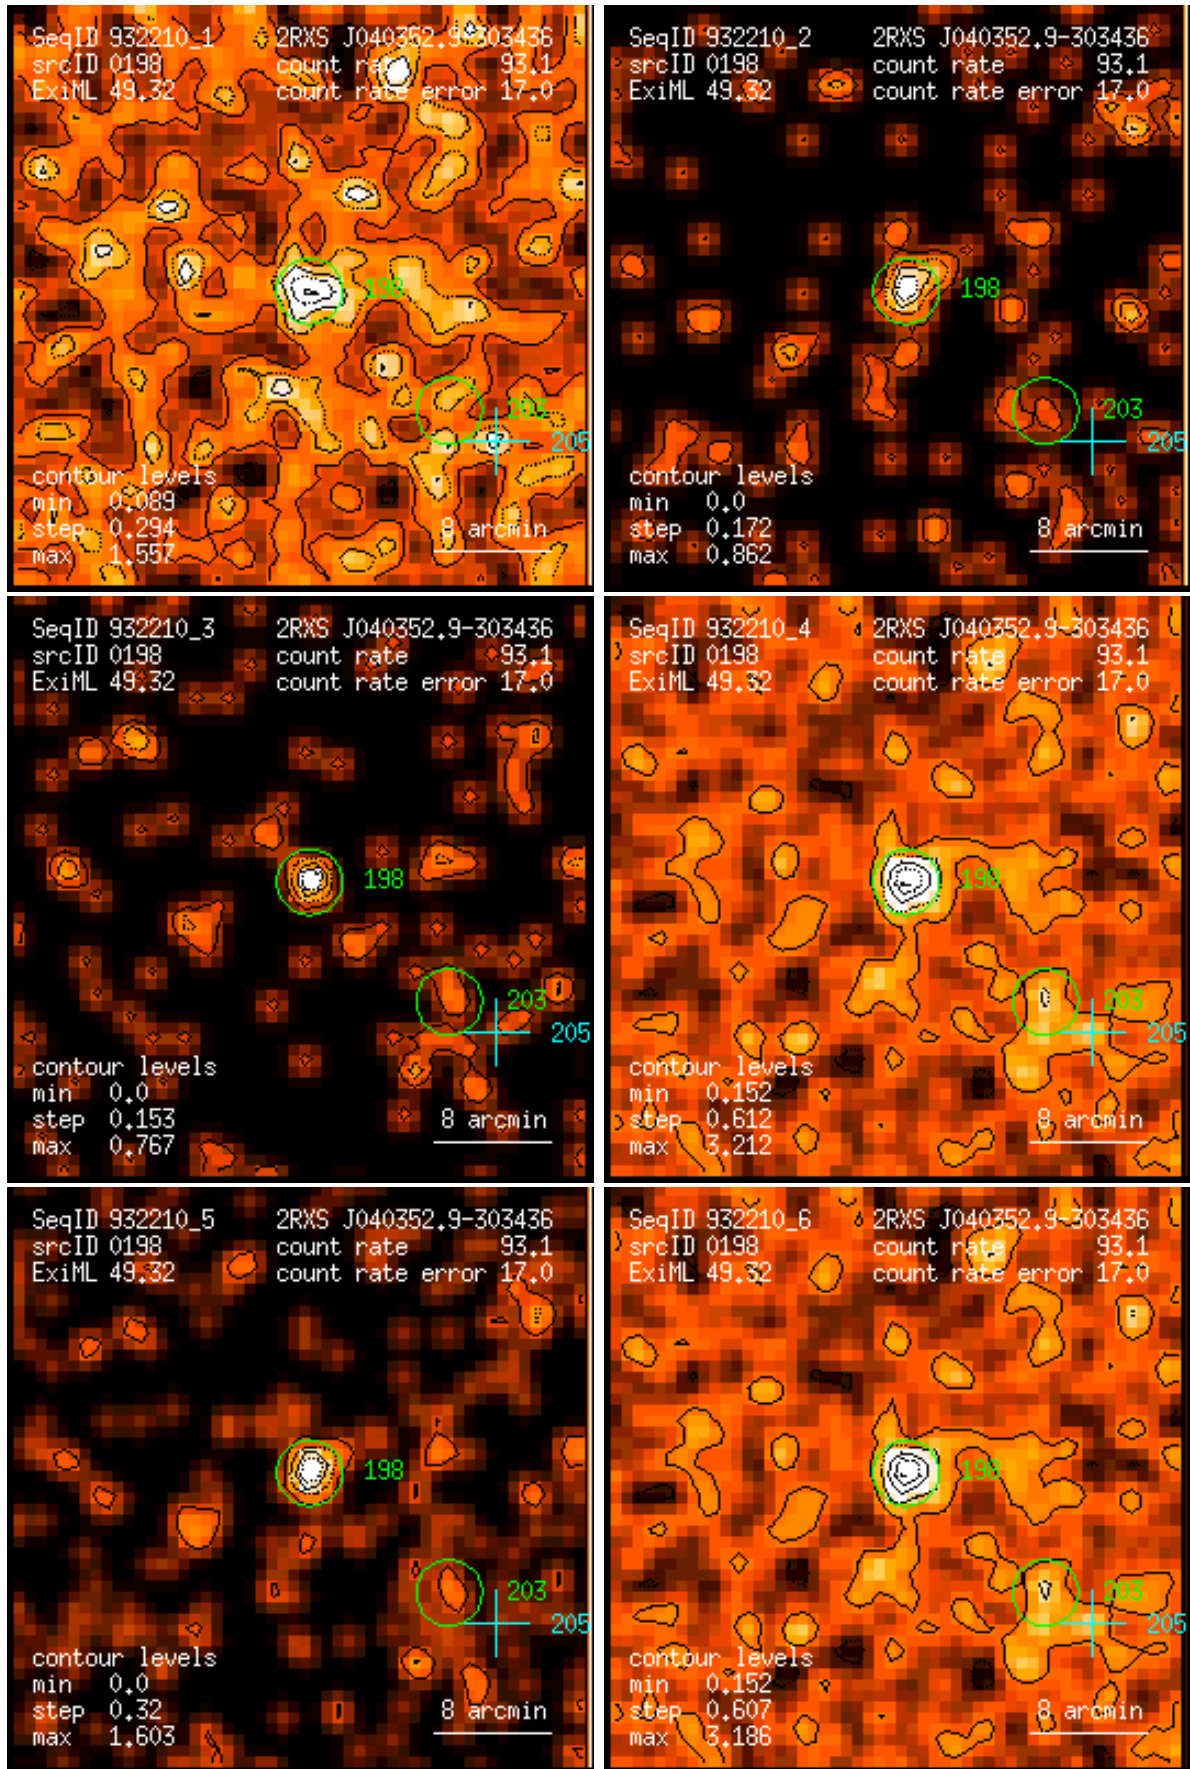 SeqID 932210_1 2RXS J040352.9-303436
srcID 0198 count rate 93.1
ExiML 49.32 count rate error 17.0
198
203
205
contour levels
min 0.089
step 0.294 8 arcmin
max 1.557
SeqID 932210_2 2RXS J040352.9-303436
srcID 0198 count rate 93.1
ExiML 49.32 count rate error 17.0
198
203
205
contour levels
min 0.0
step 0.172 8 arcmin
max 0.862
SeqID 932210_3 2RXS J040352.9-303436
srcID 0198 count rate 93.1
ExiML 49.32 count rate error 17.0
198
203
205
contour levels
min 0.0
step 0.153 8 arcmin
max 0.767
SeqID 932210_4 2RXS J040352.9-303436
srcID 0198 count rate 93.1
ExiML 49.32 count rate error 17.0
198
203
205
contour levels
min 0.152
step 0.612 8 arcmin
max 3.212
SeqID 932210_5 2RXS J040352.9-303436
srcID 0198 count rate 93.1
ExiML 49.32 count rate error 17.0
198
203
205
contour levels
min 0.0
step 0.32 8 arcmin
max 1.603
SeqID 932210_6 2RXS J040352.9-303436
srcID 0198 count rate 93.1
ExiML 49.32 count rate error 17.0
198
203
205
contour levels
min 0.152
step 0.607 8 arcmin
max 3.186